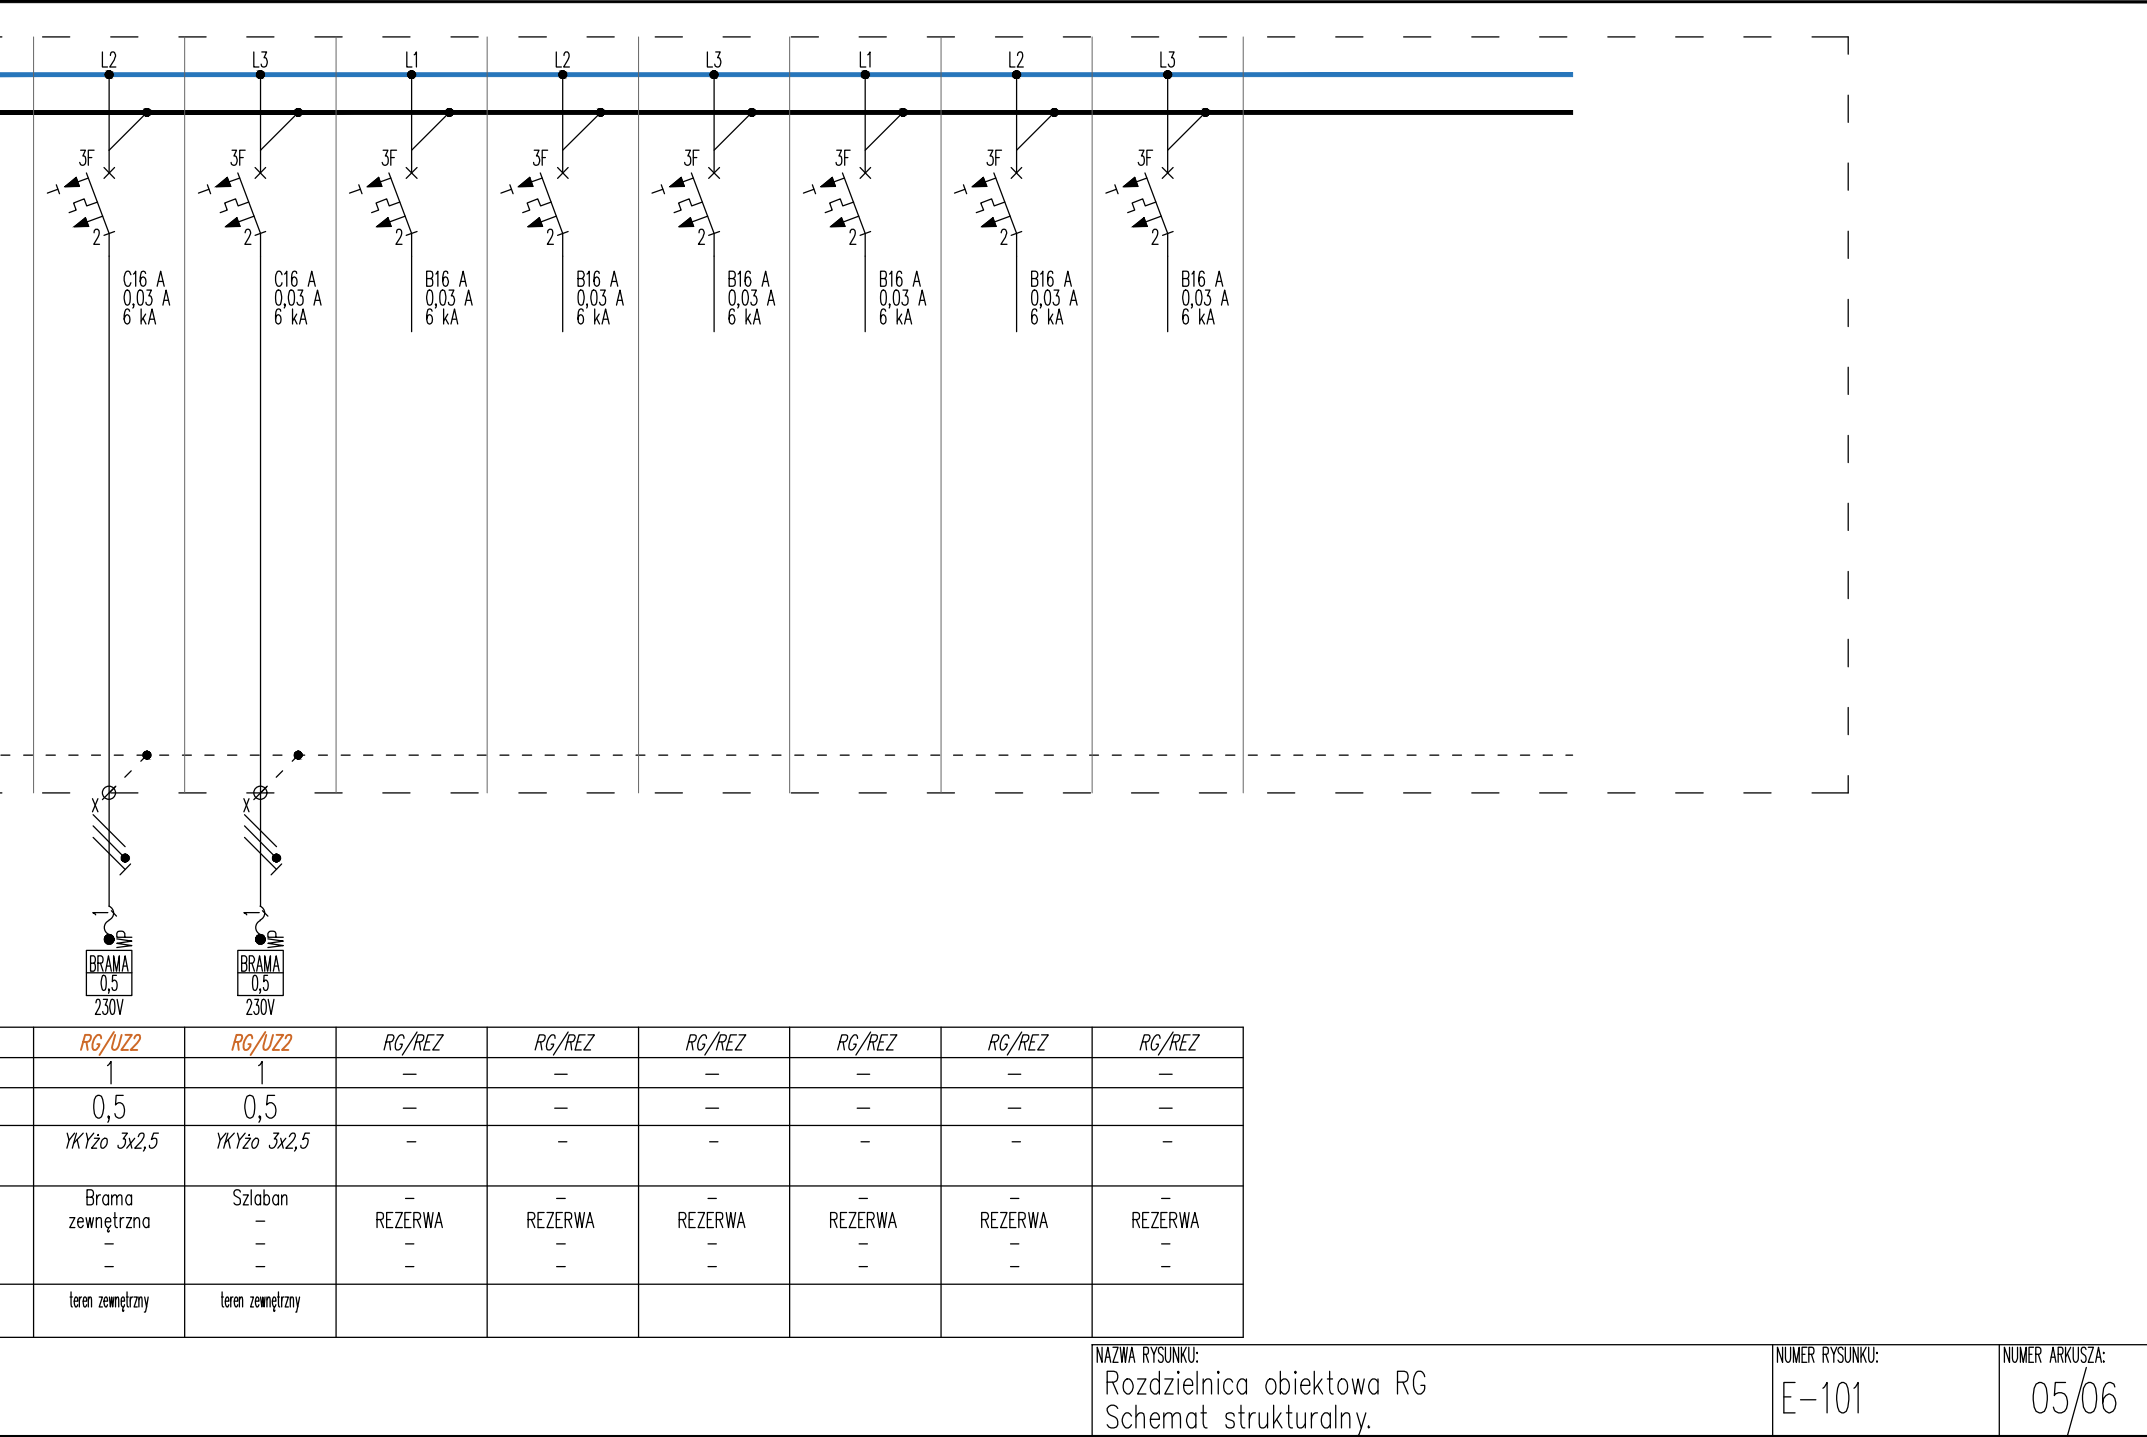 L2 L3 L1 L2 L3 L1 L2 L3
3F 3F 3F 3F 3F 3F 3F 3F
2 2 2 2 2 2 2 2
C16 A C16 A B16 A B16 A B16 A B16 A B16 A B16 A
0,03 A 0,03 A 0,03 A 0,03 A 0,03 A 0,03 A 0,03 A 0,03 A
6 kA 6 kA 6 kA 6 kA 6 kA 6 kA 6 kA 6 kA
X X
1 1
WP WP
BRAMA BRAMA
0,5 0,5
230V 230V
RG/UZ2 RG/UZ2 RG/REZ RG/REZ RG/REZ RG/REZ RG/REZ RG/REZ
1 1 – – – – – –
0,5 0,5 – – – – – –
YKYżo 3x2,5 YKYżo 3x2,5 – – – – – –
Brama Szlaban – – – – – –
zewnętrzna – REZERWA REZERWA REZERWA REZERWA REZERWA REZERWA
– – – – – – – –
– – – – – – – –
teren zewnętrzny teren zewnętrzny
NAZWA RYSUNKU: NUMER RYSUNKU: NUMER ARKUSZA:
Rozdzielnica obiektowa RG
E-101 05/06
Schemat strukturalny.